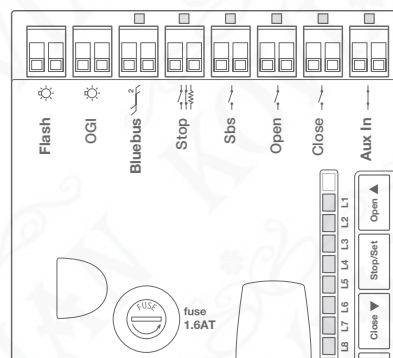 Flash
OGI
Bluebus
2
Stop
Sbs
Open
Close
Aux In
L1
L2
L3
L4
L5
L6
L7
L8
Open ▲
Stop/Set
Close ▼
FUSE
fuse
1.6AT